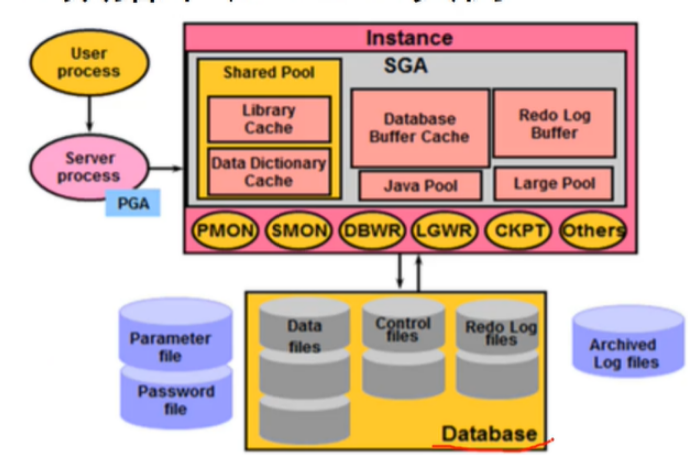 Instance
User
process
SGA
Shared Pool
Library
Cache
Data Dictionary
Cache
Database
Buffer Cache
Redo Log
Buffer
Java Pool
Large Pool
Server
process
PGA
PMON
SMON
DBWR
LGWR
CKPT
Others
Parameter
file
Password
file
Data
files
Control
files
Redo Log
files
Database
Archived
Log files